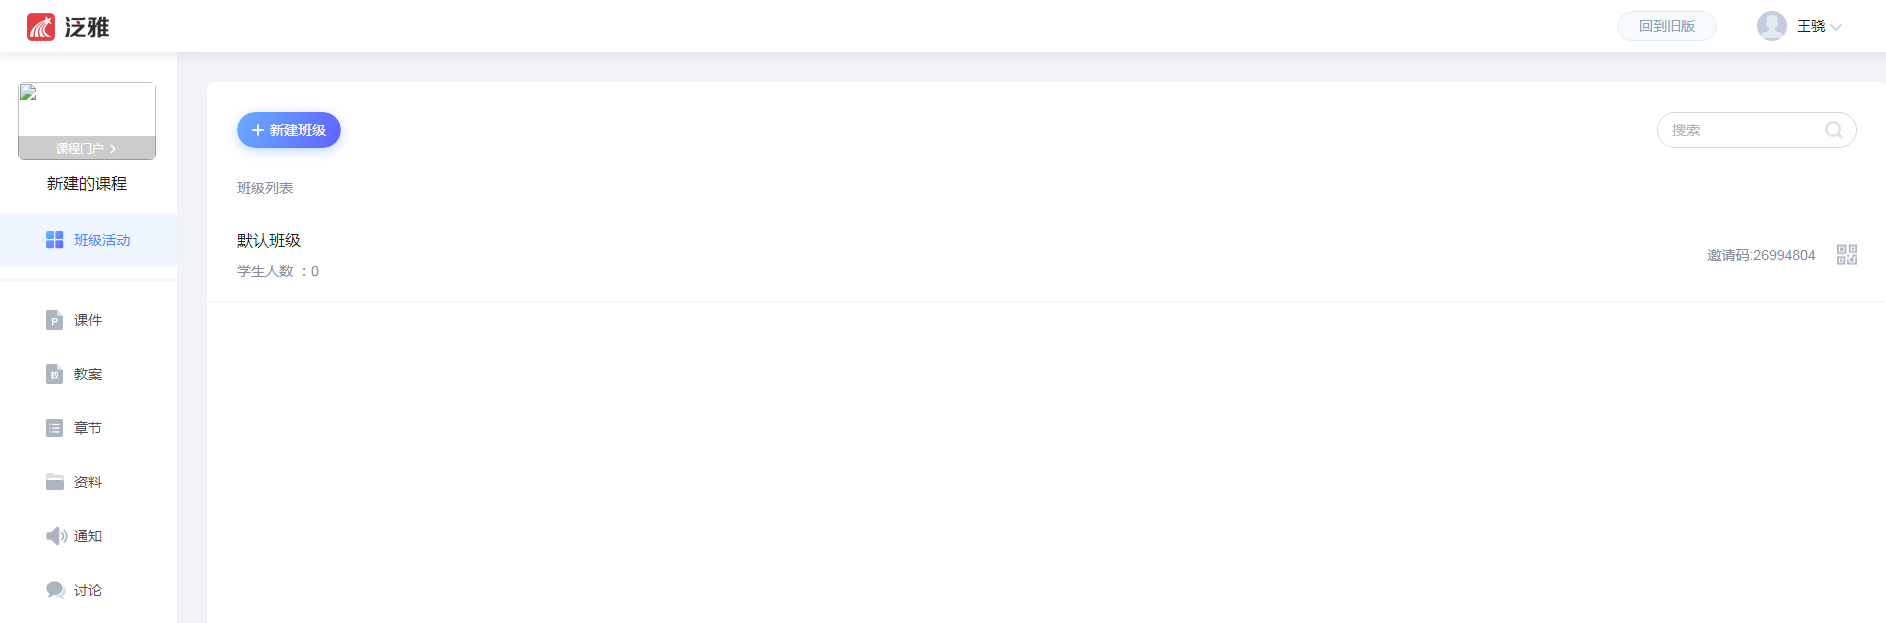 泛雅
回到旧版
王骁
课程门户
新建的课程
班级活动
课件
教案
章节
资料
通知
讨论
+ 新建班级
搜索
班级列表
默认班级
学生人数 ：0
邀请码:26994804